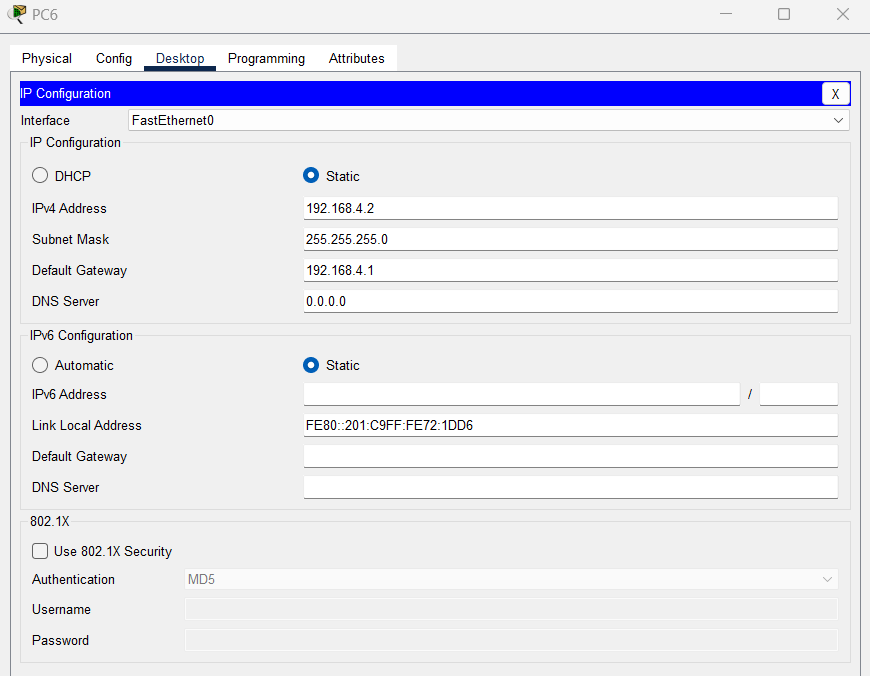 PC6
Physical Config Desktop Programming Attributes
IP Configuration
X
Interface FastEthernet0
IP Configuration
DHCP Static
IPv4 Address 192.168.4.2
Subnet Mask 255.255.255.0
Default Gateway 192.168.4.1
DNS Server 0.0.0.0
IPv6 Configuration
Automatic Static
IPv6 Address /
Link Local Address FE80::201:C9FF:FE72:1DD6
Default Gateway
DNS Server
802.1X
Use 802.1X Security
Authentication MD5
Username
Password